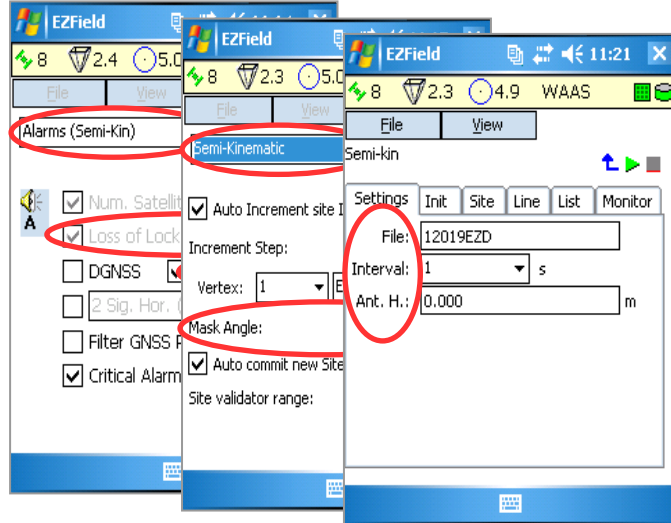 EZField
8 2.4 5.0
File View
Alarms (Semi-Kin)
A
Num. Satellit
Loss of Lock
DGNSS
2 Sig. Hor. (
Filter GNSS P
Critical Alarm
EZField
8 2.3 5.0
File View
Semi-Kinematic
Auto Increment site I
Increment Step:
Vertex: 1 E
Mask Angle:
Auto commit new Site
Site validator range:
EZField 11:21
8 2.3 4.9 WAAS
File View
Semi-kin
Settings Init Site Line List Monitor
File: 12019EZD
Interval: 1 s
Ant. H.: 0.000 m